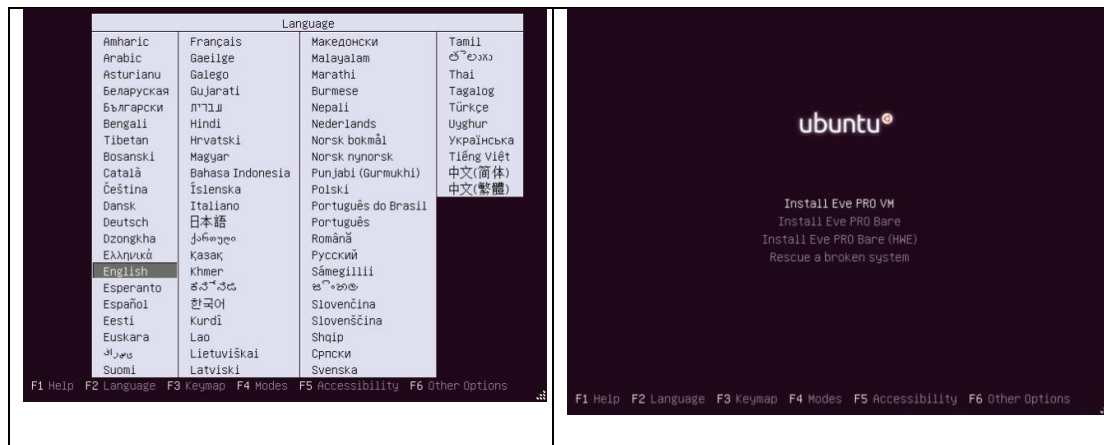 Language
Amharic
Arabic
Asturianu
Беларуская
Български
Bengali
Tibetan
Bosanski
Català
Čeština
Dansk
Deutsch
Dzongkha
Ελληνικά
English
Esperanto
Español
Eesti
Euskara
Suomi
Français
Gaeilge
Galego
Gujarati
עברית
Hindi
Hrvatski
Magyar
Bahasa Indonesia
Íslenska
Italiano
日本語
ქართული
Қазақ
Khmer
한국어
Kurdî
Lao
Lietuviškai
Latviski
Македонски
Malayalam
Marathi
Burmese
Nepali
Nederlands
Norsk bokmål
Norsk nynorsk
Punjabi (Gurmukhi)
Polski
Português do Brasil
Português
Română
Русский
Sámegillii
Slovenčina
Slovenščina
Shqip
Српски
Svenska
Tamil
Thai
Tagalog
Türkçe
Uyghur
Українська
Tiếng Việt
中文(简体)
中文(繁體)
F1 Help F2 Language F3 Keymap F4 Modes F5 Accessibility F6 Other Options
ubuntu
Install Eve PRO VM
Install Eve PRO Bare
Install Eve PRO Bare (HWE)
Rescue a broken system
F1 Help F2 Language F3 Keymap F4 Modes F5 Accessibility F6 Other Options